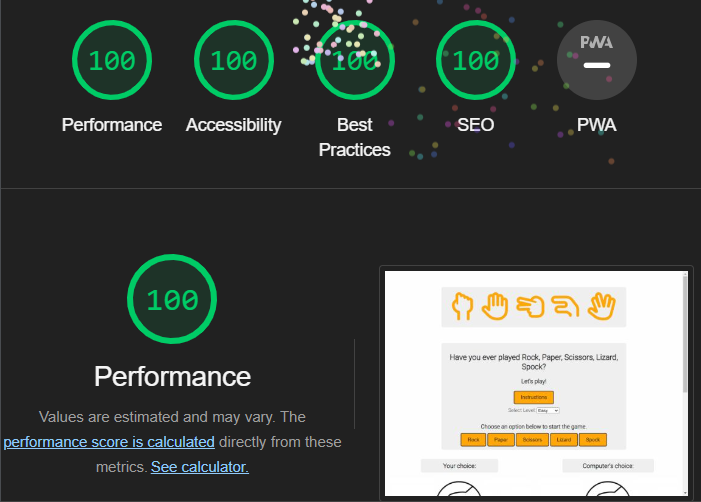 100 100 100 100 PWA
Performance Accessibility Best Practices SEO PWA
100
Performance
Values are estimated and may vary. The
performance score is calculated directly from these
metrics. See calculator.
Have you ever played Rock, Paper, Scissors, Lizard,
Spock?
Let's play!
Instructions
Select Level: Easy
Choose an option below to start the game
Rock Paper Scissors Lizard Spock
Your choice: Computer's choice: